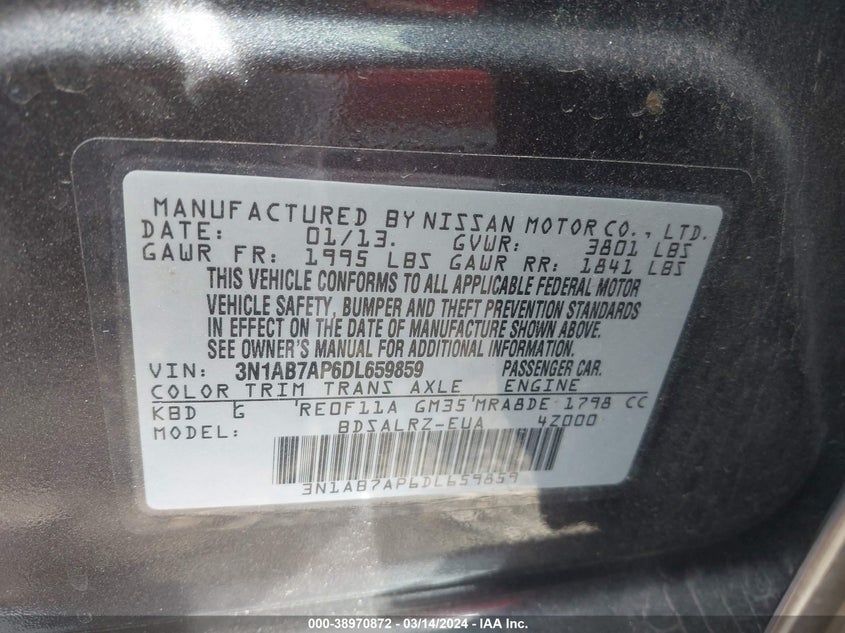 MANUFACTURED BY NISSAN MOTOR CO., LTD.
DATE: 01/13. GVWR: 3801 LBS
GAWR FR: 1995 LBS GAWR RR: 1841 LBS
THIS VEHICLE CONFORMS TO ALL APPLICABLE FEDERAL MOTOR
VEHICLE SAFETY, BUMPER AND THEFT PREVENTION STANDARDS
IN EFFECT ON THE DATE OF MANUFACTURE SHOWN ABOVE.
SEE OWNER'S MANUAL FOR ADDITIONAL INFORMATION.
VIN: 3N1AB7AP6DL659859 PASSENGER CAR.
COLOR TRIM TRANS AXLE ENGINE
KBD G RE0F11A GM35 MRA8DE 1798 CC
MODEL: BDSALRZ-EUA 4Z000
3N1AB7AP6DL659859
000-38970872 - 03/14/2024 - IAA Inc.